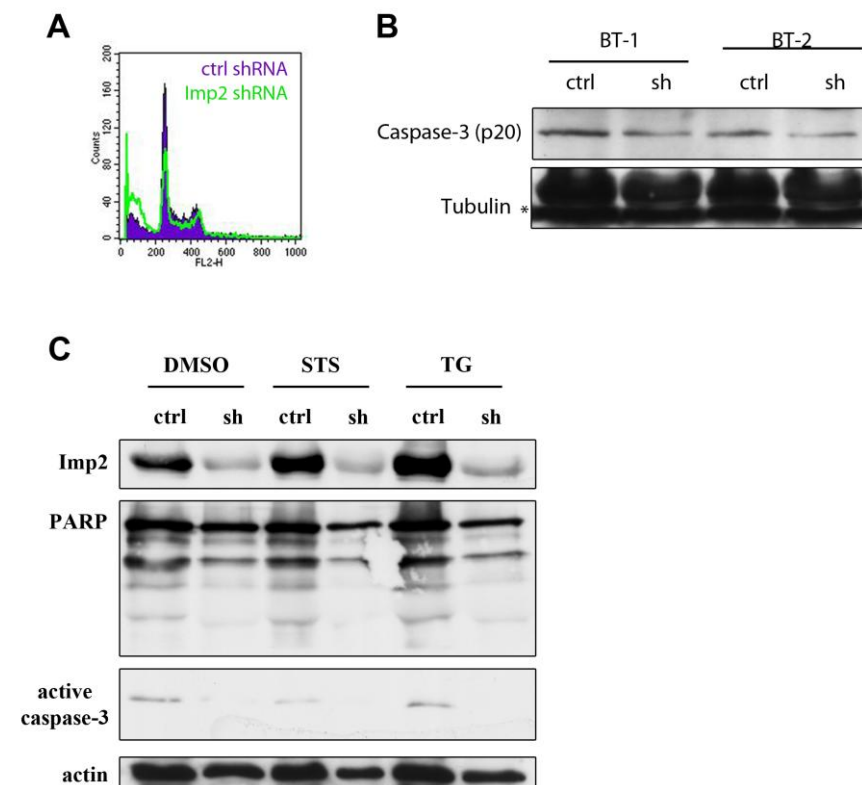 A
ctrl shRNA
Imp2 shRNA
200
160
120
80
40
0
Counts
0 200 400 600 800 1000
FL2-H
B
BT-1 BT-2
ctrl sh ctrl sh
Caspase-3 (p20)
Tubulin *
C
DMSO STS TG
ctrl sh ctrl sh ctrl sh
Imp2
PARP
active
caspase-3
actin